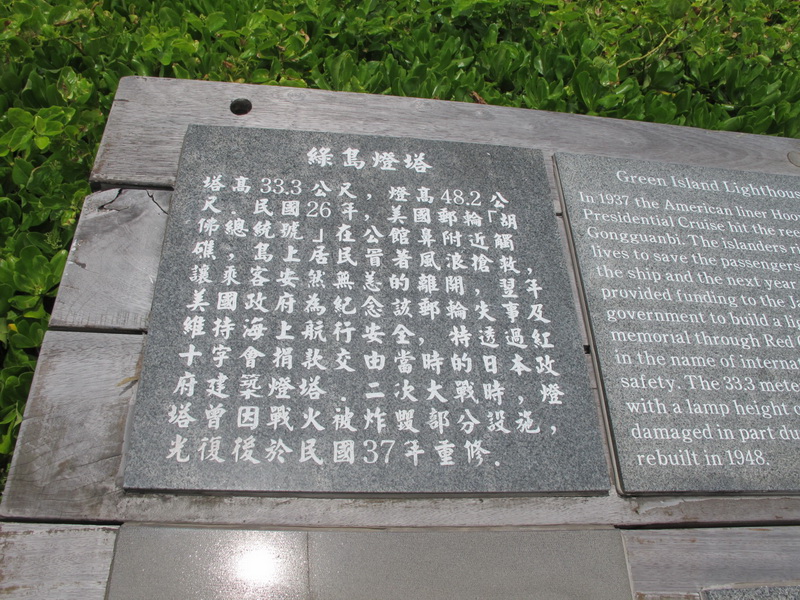 綠島燈塔
塔高33.3公尺，燈高48.2公
尺．民國26年，美國郵輪「胡
佛總統號」在公館鼻附近觸
礁，島上居民冒著風浪搶救，
讓乘客安然無恙的離開，翌年
美國政府為紀念該郵輪失事及
維持海上航行安全，特透過紅
十字會捐款交由當時的日本政
府建築燈塔．二次大戰時，燈
塔曾因戰火被炸毀部分設施，
光復後於民國37年重修．
Green Island
In 1937 the American liner
Presidential Cruise hit the
Gongguanbi. The islanders
lives to save the passengers
the ship and the next year
provided funding to the
government to build a
memorial through Red
in the name of
safety. The 33.3
with a lamp height
damaged in part
rebuilt in 1948.